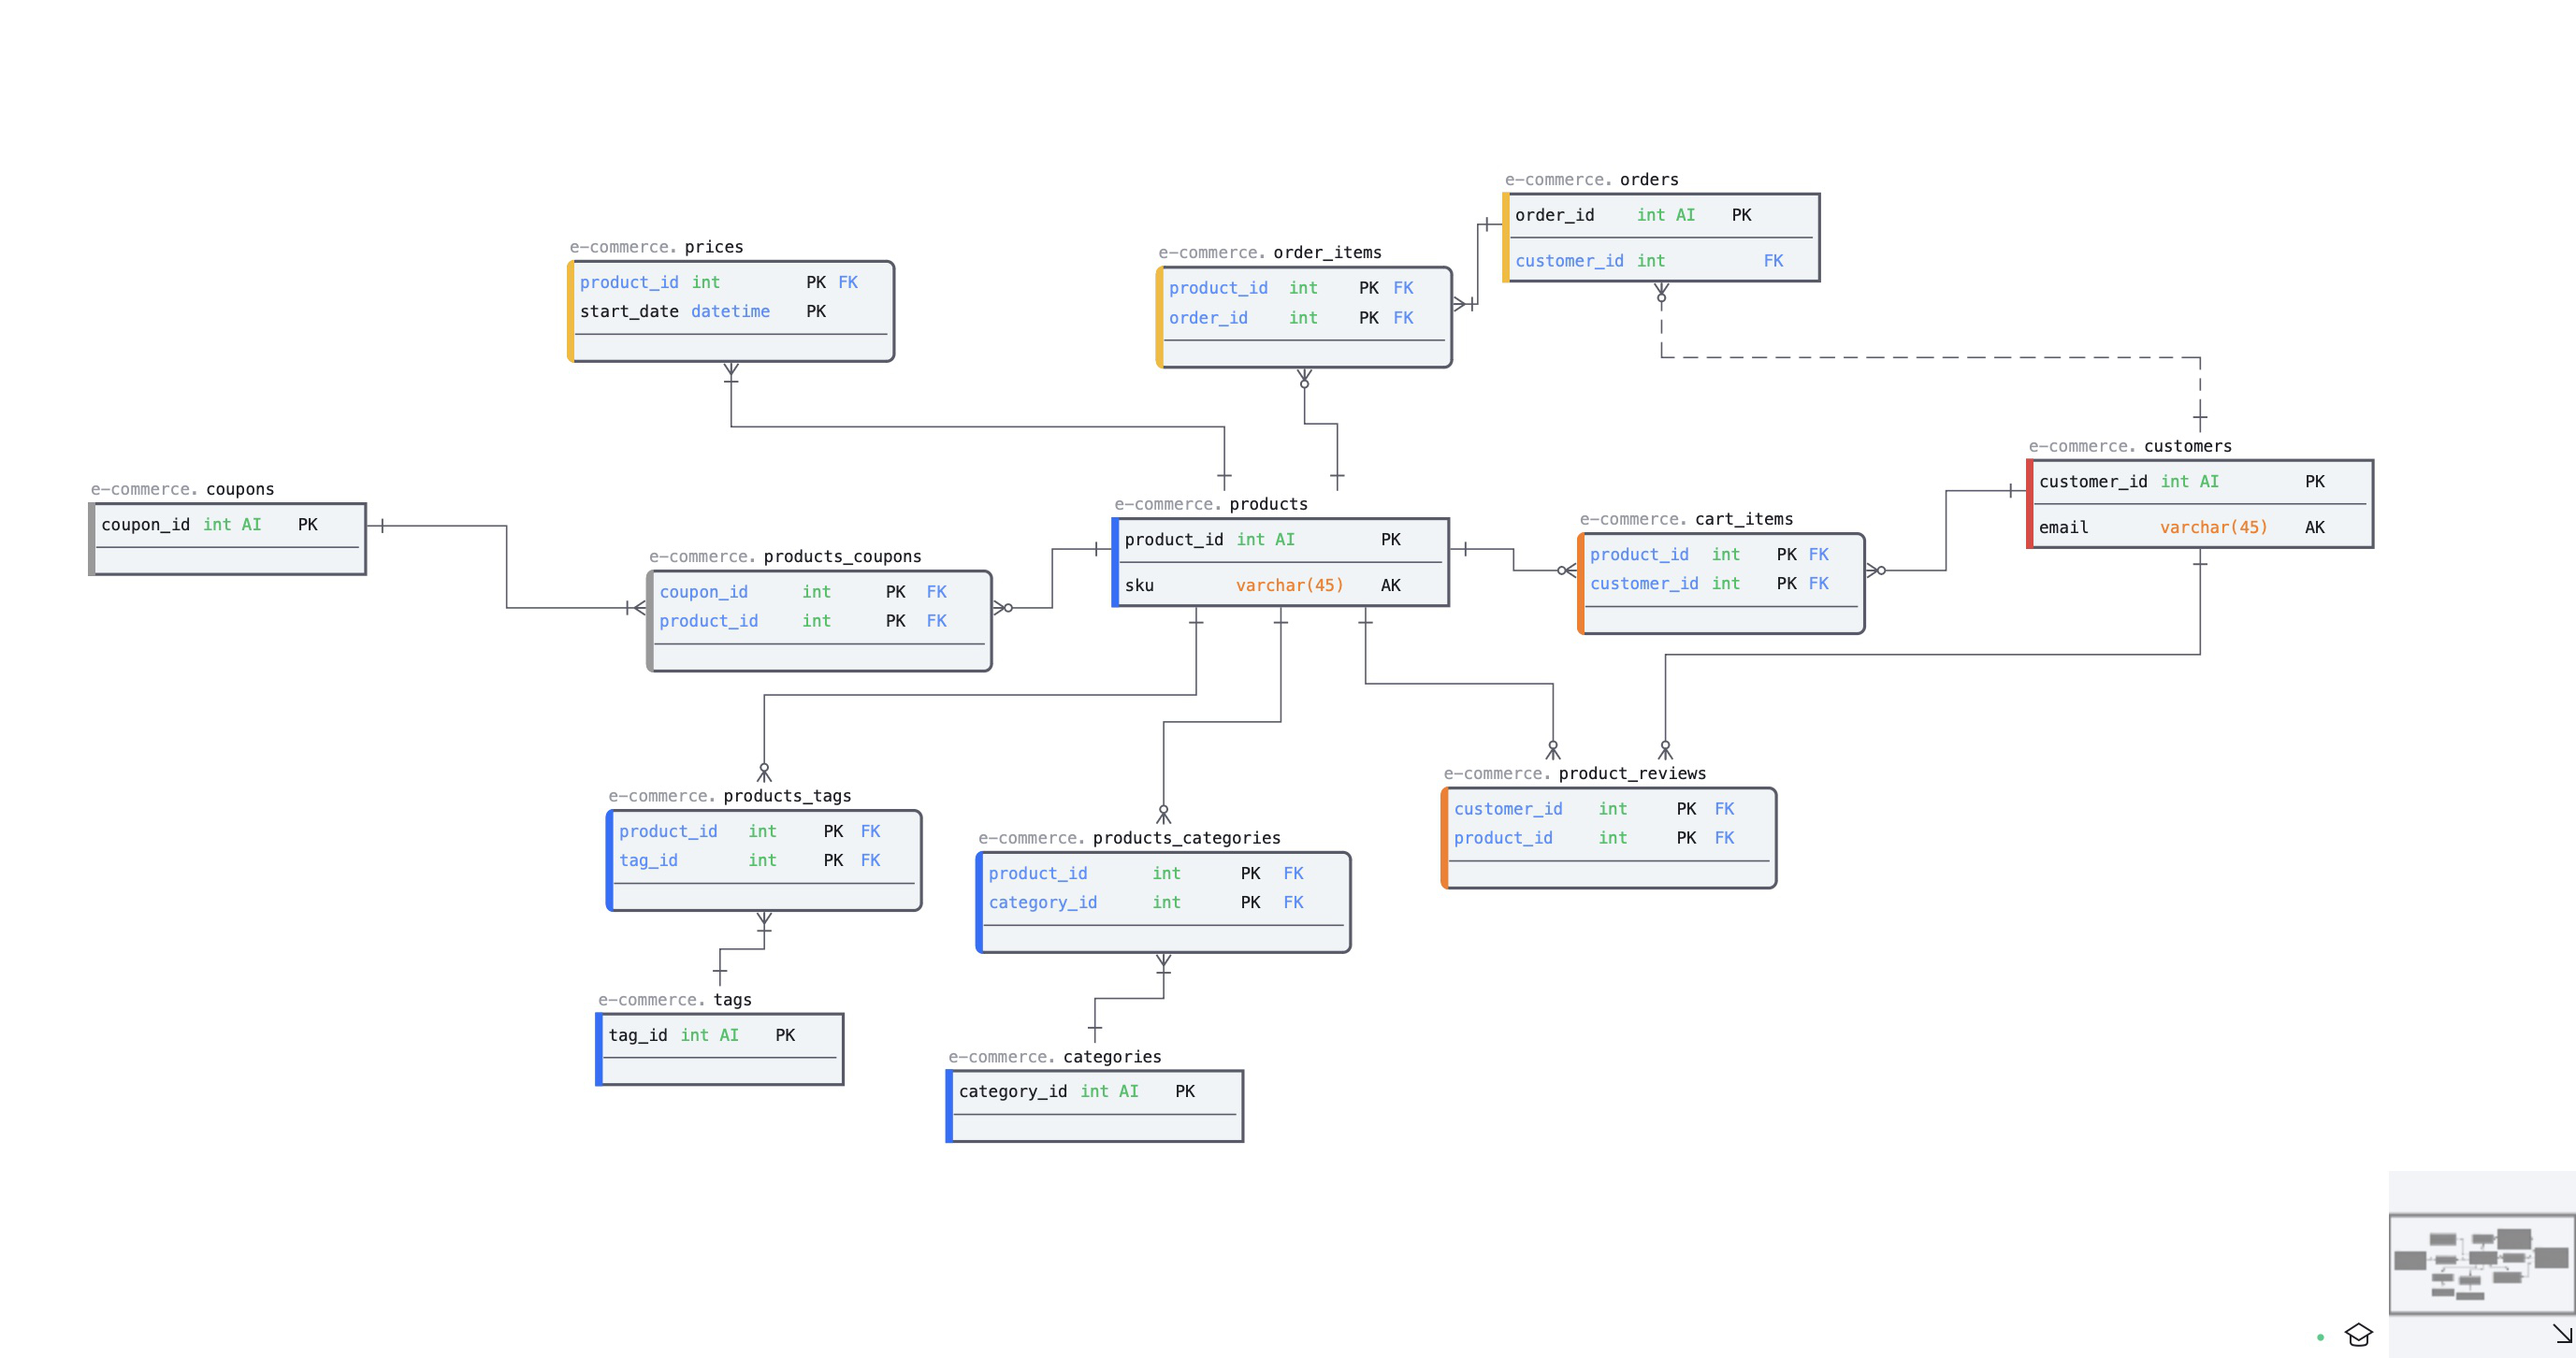 e-commerce. orders
order_id int AI PK
customer_id int FK
e-commerce. prices
product_id int PK FK
start_date datetime PK
e-commerce. order_items
product_id int PK FK
order_id int PK FK
e-commerce. customers
customer_id int AI PK
email varchar(45) AK
e-commerce. coupons
coupon_id int AI PK
e-commerce. products
product_id int AI PK
sku varchar(45) AK
e-commerce. cart_items
product_id int PK FK
customer_id int PK FK
e-commerce. products_coupons
coupon_id int PK FK
product_id int PK FK
e-commerce. product_reviews
customer_id int PK FK
product_id int PK FK
e-commerce. products_tags
product_id int PK FK
tag_id int PK FK
e-commerce. products_categories
product_id int PK FK
category_id int PK FK
e-commerce. tags
tag_id int AI PK
e-commerce. categories
category_id int AI PK